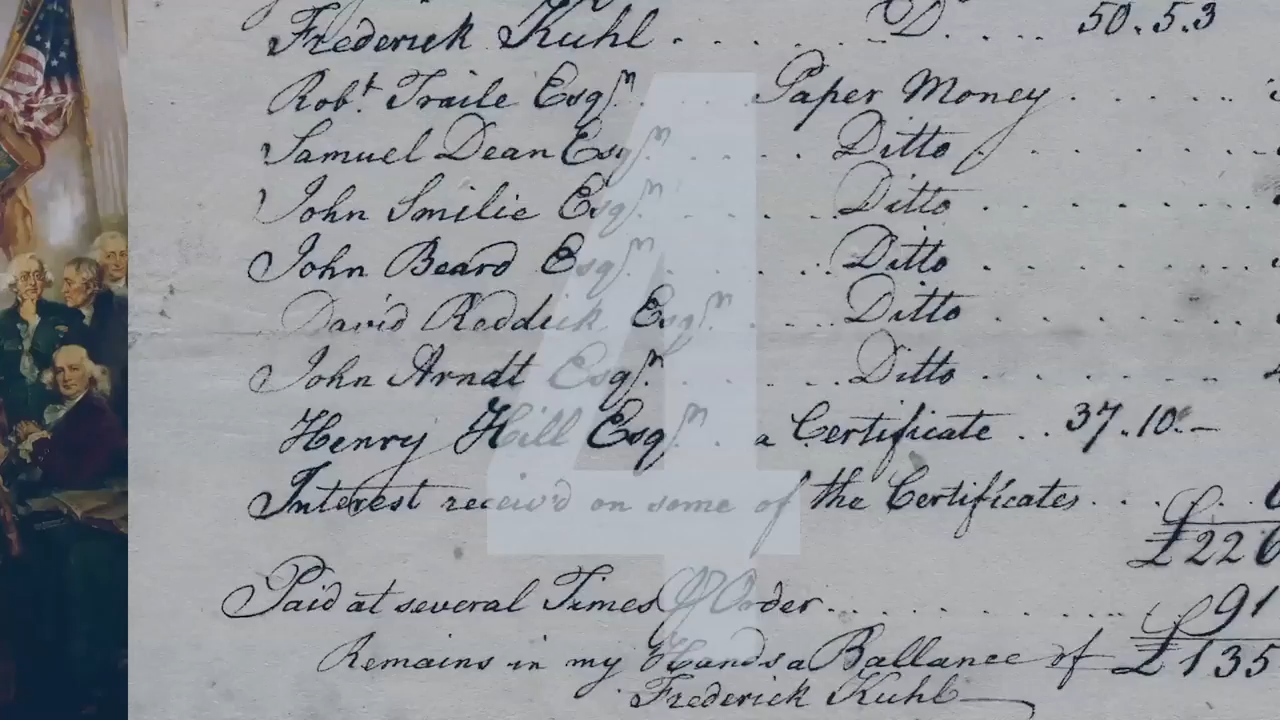 Frederick Kuhl . . . . . D. . . . . 50.5.3
Robt. Traile Esqr. . . . Paper Money . . . . . .
Samuel Dean Esqr. . . . . Ditto . . . . . .
John Smilie Esqr. . . . . Ditto . . . . . .
John Beard Esqr. . . . . Ditto . . . . . .
David Reddick Esqr. . . . . Ditto . . . . . .
John Arndt Esqr. . . . . Ditto . . . . . .
Henry Hill Esqr. . a Certificate . . 37.10.-
Interest receiv'd on some of the Certificates . . .
£226
Paid at several Times Order . . . . . . . . . . . 91
Remains in my Hands a Ballance of £135
Frederick Kuhl
4